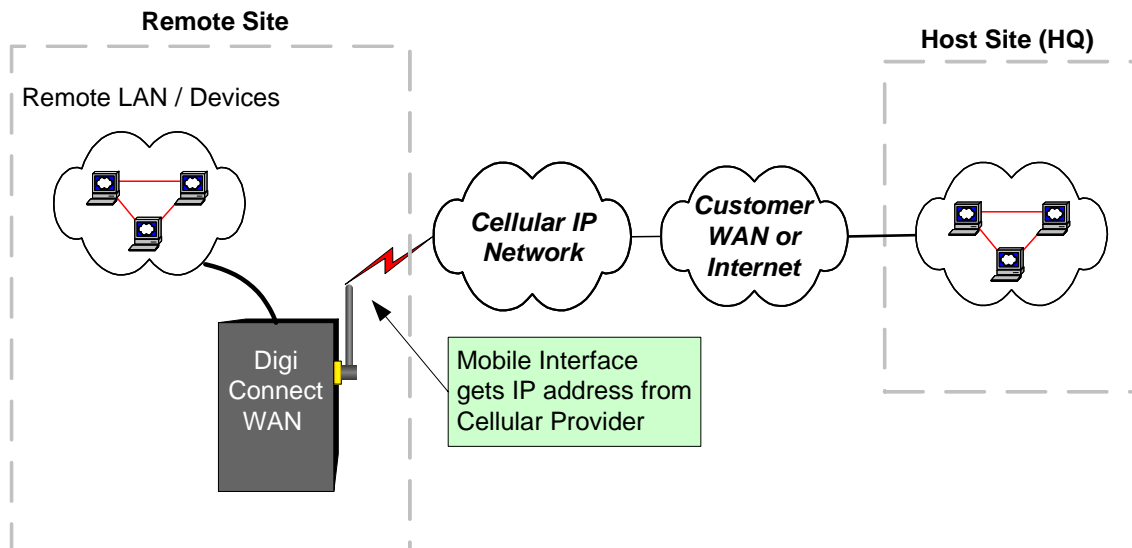 Remote Site
Host Site (HQ)
Remote LAN / Devices
Cellular IP
Network
Customer
WAN or
Internet
Digi
Connect
WAN
Mobile Interface
gets IP address from
Cellular Provider